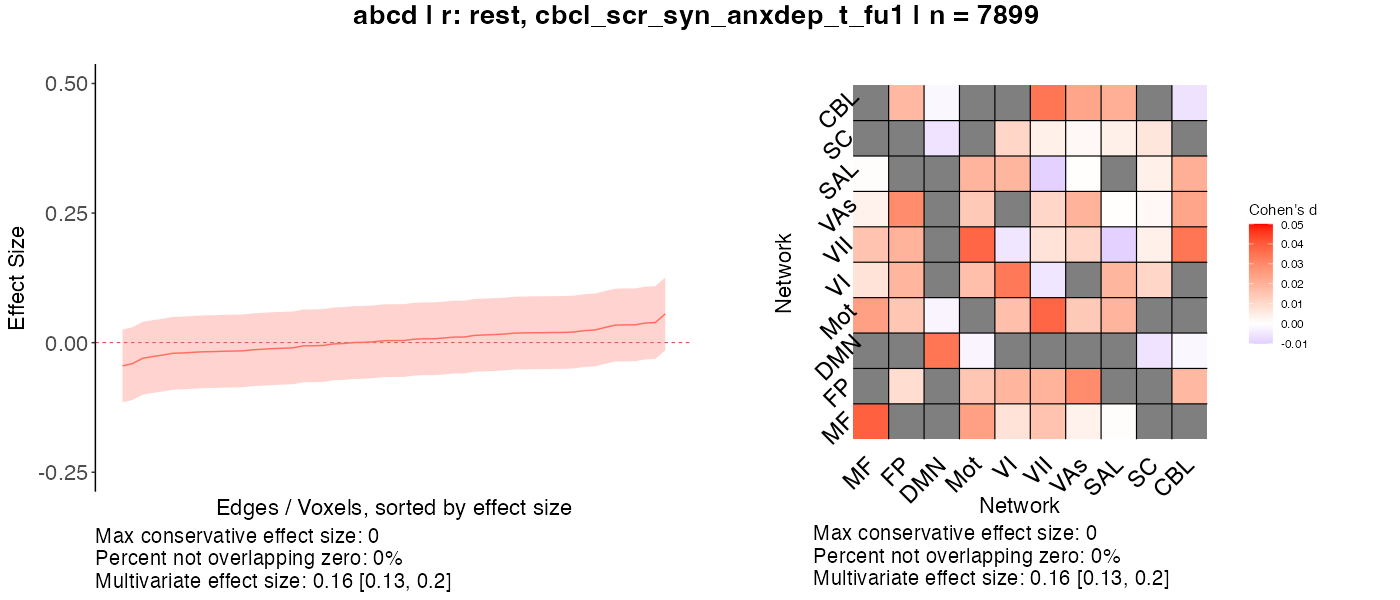 abcd | r: rest, cbcl_scr_syn_anxdep_t_fu1 | n = 7899
0.50
0.25
0.00
-0.25
Effect Size
Edges / Voxels, sorted by effect size
Max conservative effect size: 0
Percent not overlapping zero: 0%
Multivariate effect size: 0.16 [0.13, 0.2]
Network
CBL
SC
SAL
VAs
VII
VI
Mot
DMN
FP
MF
MF
FP
DMN
Mot
VI
VII
VAs
SAL
SC
CBL
Network
Max conservative effect size: 0
Percent not overlapping zero: 0%
Multivariate effect size: 0.16 [0.13, 0.2]
Cohen's d
0.05
0.04
0.03
0.02
0.01
0.00
-0.01